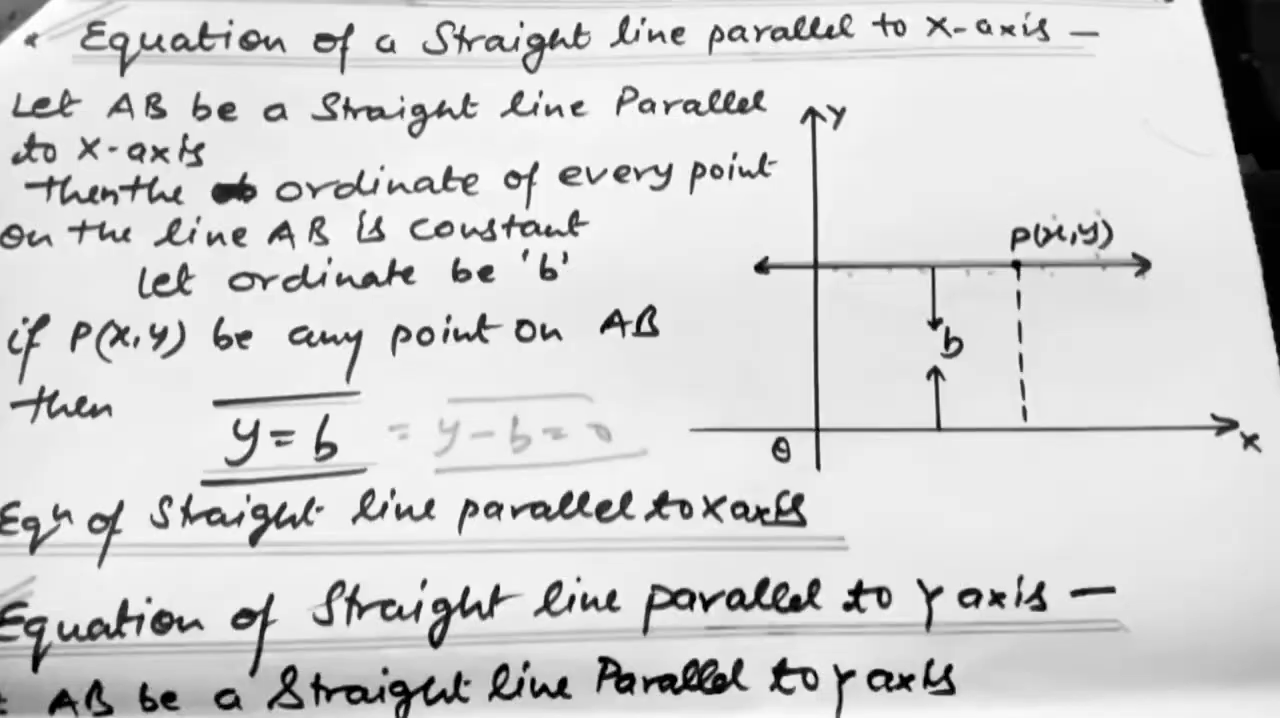 * Equation of a Straight line parallel to X-axis —
Let AB be a Straight line Parallel
to X-axis
then the ordinate of every point
on the line AB is constant
let ordinate be 'b'
if P(x,y) be any point on AB
then
y = b = y - b = 0
Eqn of Straight line parallel to x axis
Y
P(x,y)
b
θ
X
Equation of Straight line parallel to Y axis —
AB be a Straight line Parallel to Y axis